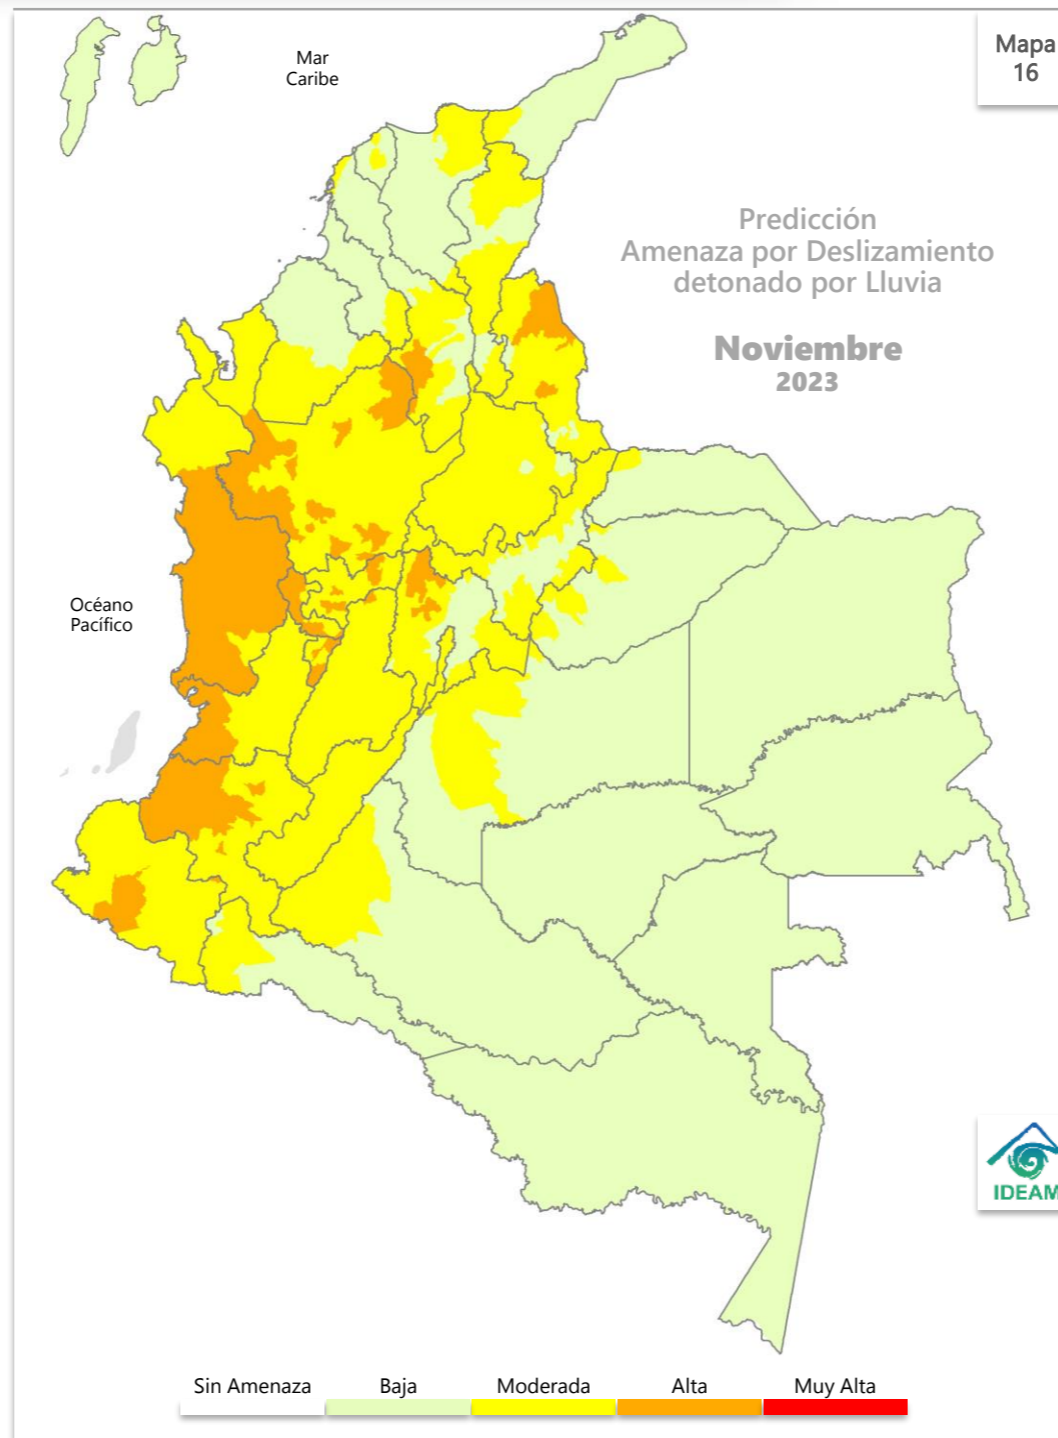 Mar
Caribe
Mapa
16
Predicción
Amenaza por Deslizamiento
detonado por Lluvia
Noviembre
2023
Océano
Pacífico
IDEAM
Sin Amenaza
Baja
Moderada
Alta
Muy Alta